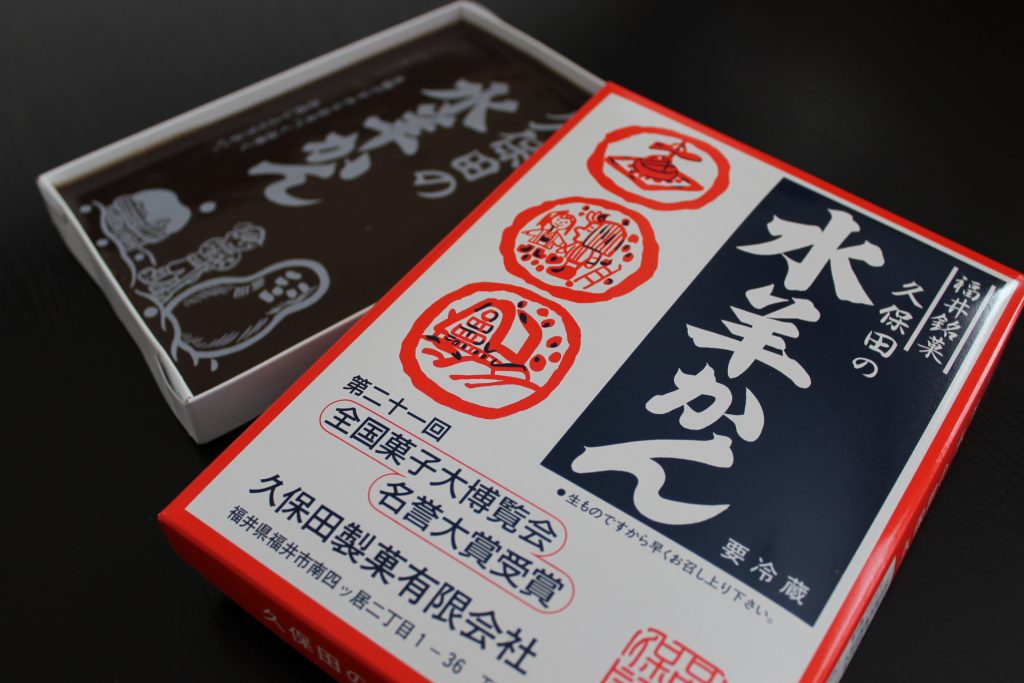 福井銘菓
久保田の
水羊かん
要冷蔵
●生ものですから早くお召し上り下さい。
第二十一回
全国菓子大博覧会
名誉大賞受賞
久保田製菓有限会社
福井県福井市南四ッ居二丁目1-36
久保田の
久保田の
水羊かん